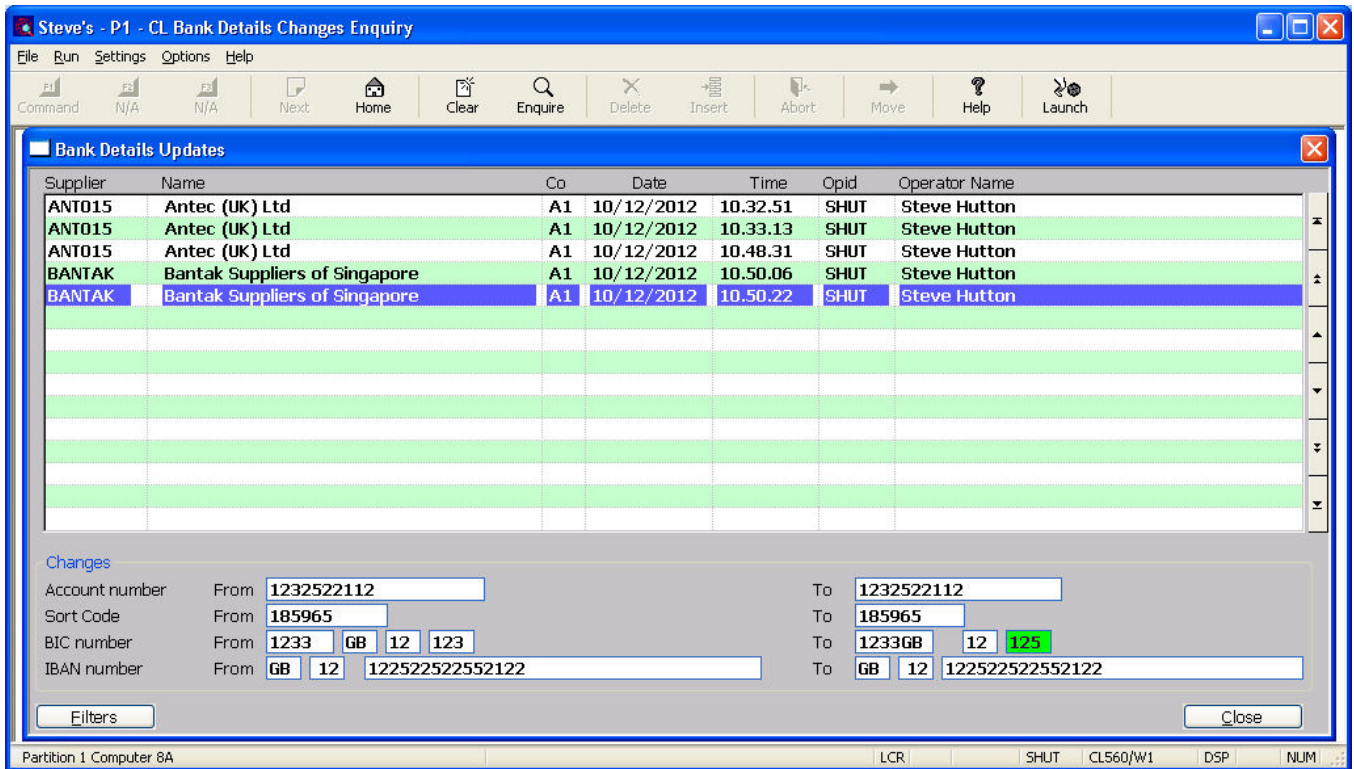 Steve's - P1 - CL Bank Details Changes Enquiry
File Run Settings Options Help
F1 F2 F3
Command N/A N/A Next Home Clear Enquire Delete Insert Abort Move Help Launch
Bank Details Updates
Supplier Name Co Date Time Opid Operator Name
ANT015 Antec (UK) Ltd A1 10/12/2012 10.32.51 SHUT Steve Hutton
ANT015 Antec (UK) Ltd A1 10/12/2012 10.33.13 SHUT Steve Hutton
ANT015 Antec (UK) Ltd A1 10/12/2012 10.48.31 SHUT Steve Hutton
BANTAK Bantak Suppliers of Singapore A1 10/12/2012 10.50.06 SHUT Steve Hutton
BANTAK Bantak Suppliers of Singapore A1 10/12/2012 10.50.22 SHUT Steve Hutton
Changes
Account number From 1232522112 To 1232522112
Sort Code From 185965 To 185965
BIC number From 1233 GB 12 123 To 1233GB 12 125
IBAN number From GB 12 122522522552122 To GB 12 122522522552122
Filters Close
Partition 1 Computer 8A LCR SHUT CL560/W1 DSP NUM